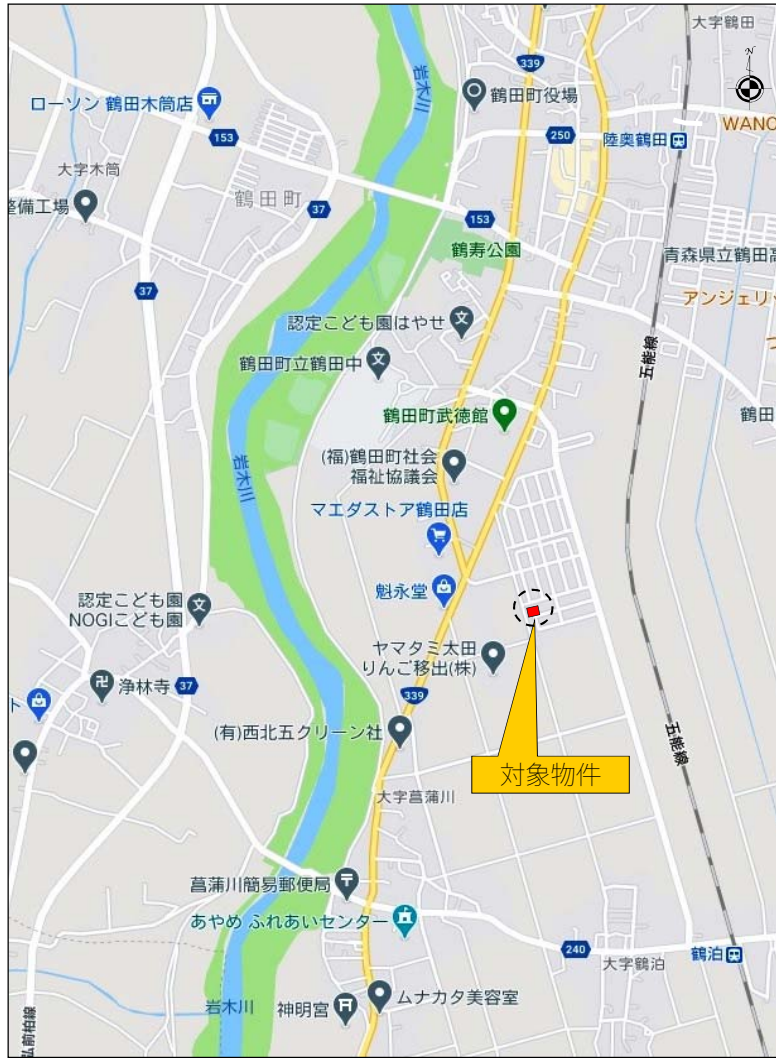 大字鶴田
N
339
岩木川
鶴田町役場
ローソン 鶴田木筒店
153
250
陸奥鶴田
WANO
大字木筒
整備工場
鶴田町
37
153
鶴寿公園
青森県立鶴田高
37
アンジェリッ
認定こども園はやせ
五能線
つ
鶴田町立鶴田中
鶴田町武徳館
鶴田
(福)鶴田町社会
福祉協議会
岩木川
マエダストア鶴田店
魁永堂
認定こども園
NOGIこども園
ヤマタミ太田
りんご移出(株)
浄林寺
37
339
ト
(有)西北五クリーン社
五能線
対象物件
大字菖蒲川
菖蒲川簡易郵便局
あやめ ふれあいセンター
240
鶴泊
大字鶴泊
岩木川
神明宮
ムナカタ美容室
弘前柏線